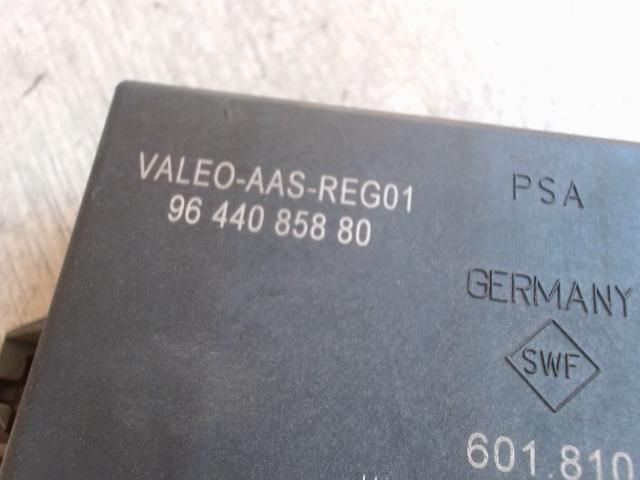 VALEO-AAS-REG01
96 440 858 80
PSA
GERMANY
SWF
601.810